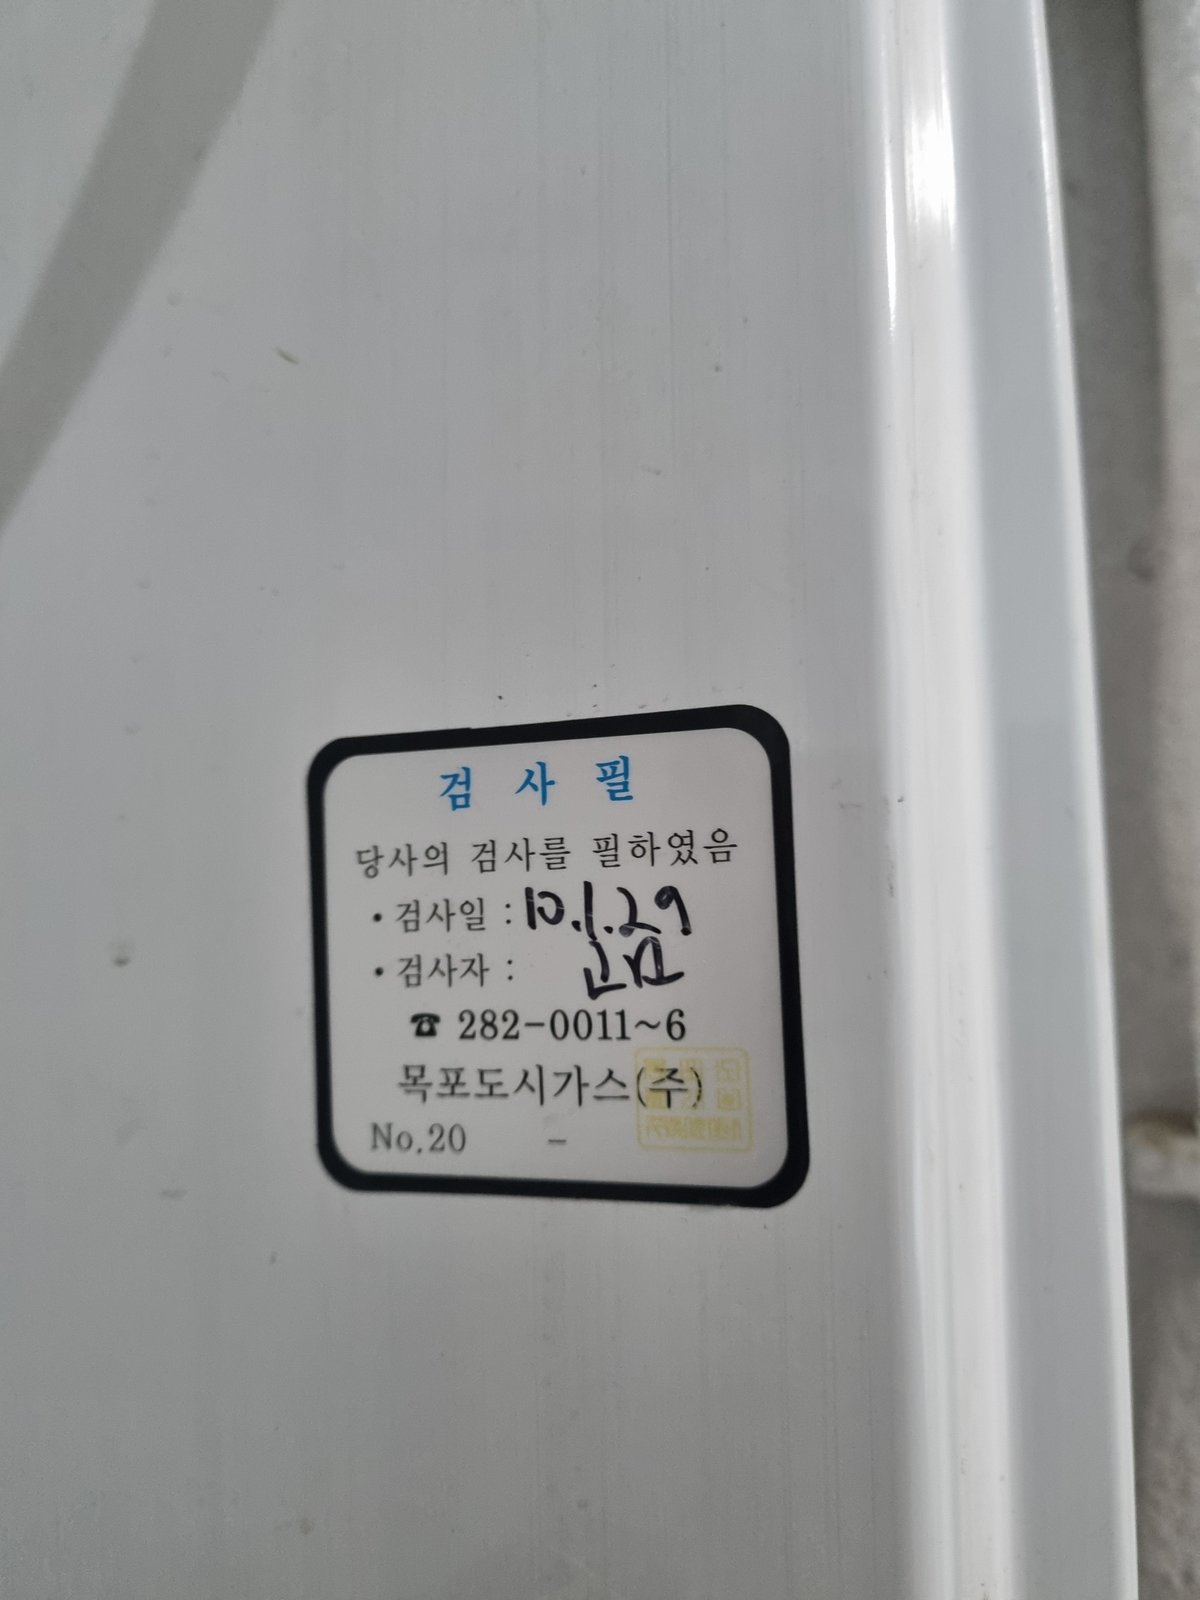 검 사 필
당사의 검사를 필하였음
• 검사일 : 10.1.29
• 검사자 :
☎ 282-0011~6
목포도시가스(주)
No.20 -